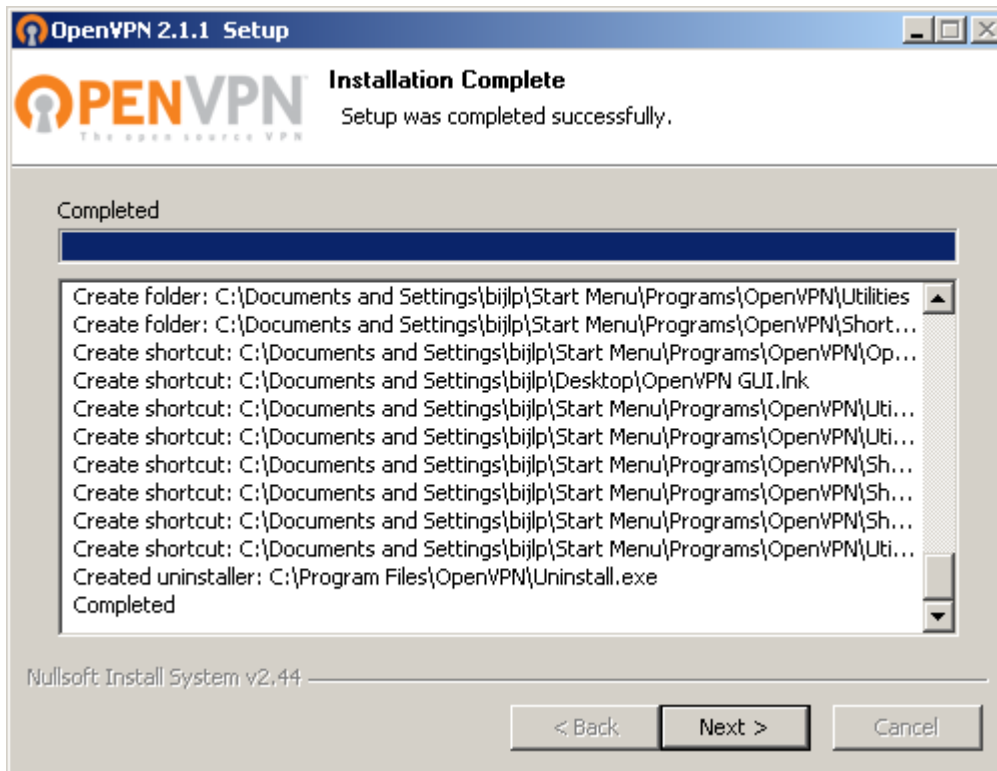 OpenVPN 2.1.1 Setup
OPENVPN
The open source VPN
Installation Complete
Setup was completed successfully.
Completed
Create folder: C:\Documents and Settings\bijlp\Start Menu\Programs\OpenVPN\Utilities
Create folder: C:\Documents and Settings\bijlp\Start Menu\Programs\OpenVPN\Short...
Create shortcut: C:\Documents and Settings\bijlp\Start Menu\Programs\OpenVPN\Op...
Create shortcut: C:\Documents and Settings\bijlp\Desktop\OpenVPN GUI.lnk
Create shortcut: C:\Documents and Settings\bijlp\Start Menu\Programs\OpenVPN\Uti...
Create shortcut: C:\Documents and Settings\bijlp\Start Menu\Programs\OpenVPN\Uti...
Create shortcut: C:\Documents and Settings\bijlp\Start Menu\Programs\OpenVPN\Sh...
Create shortcut: C:\Documents and Settings\bijlp\Start Menu\Programs\OpenVPN\Sh...
Create shortcut: C:\Documents and Settings\bijlp\Start Menu\Programs\OpenVPN\Sh...
Create shortcut: C:\Documents and Settings\bijlp\Start Menu\Programs\OpenVPN\Uti...
Created uninstaller: C:\Program Files\OpenVPN\Uninstall.exe
Completed
Nullsoft Install System v2.44
< Back
Next >
Cancel